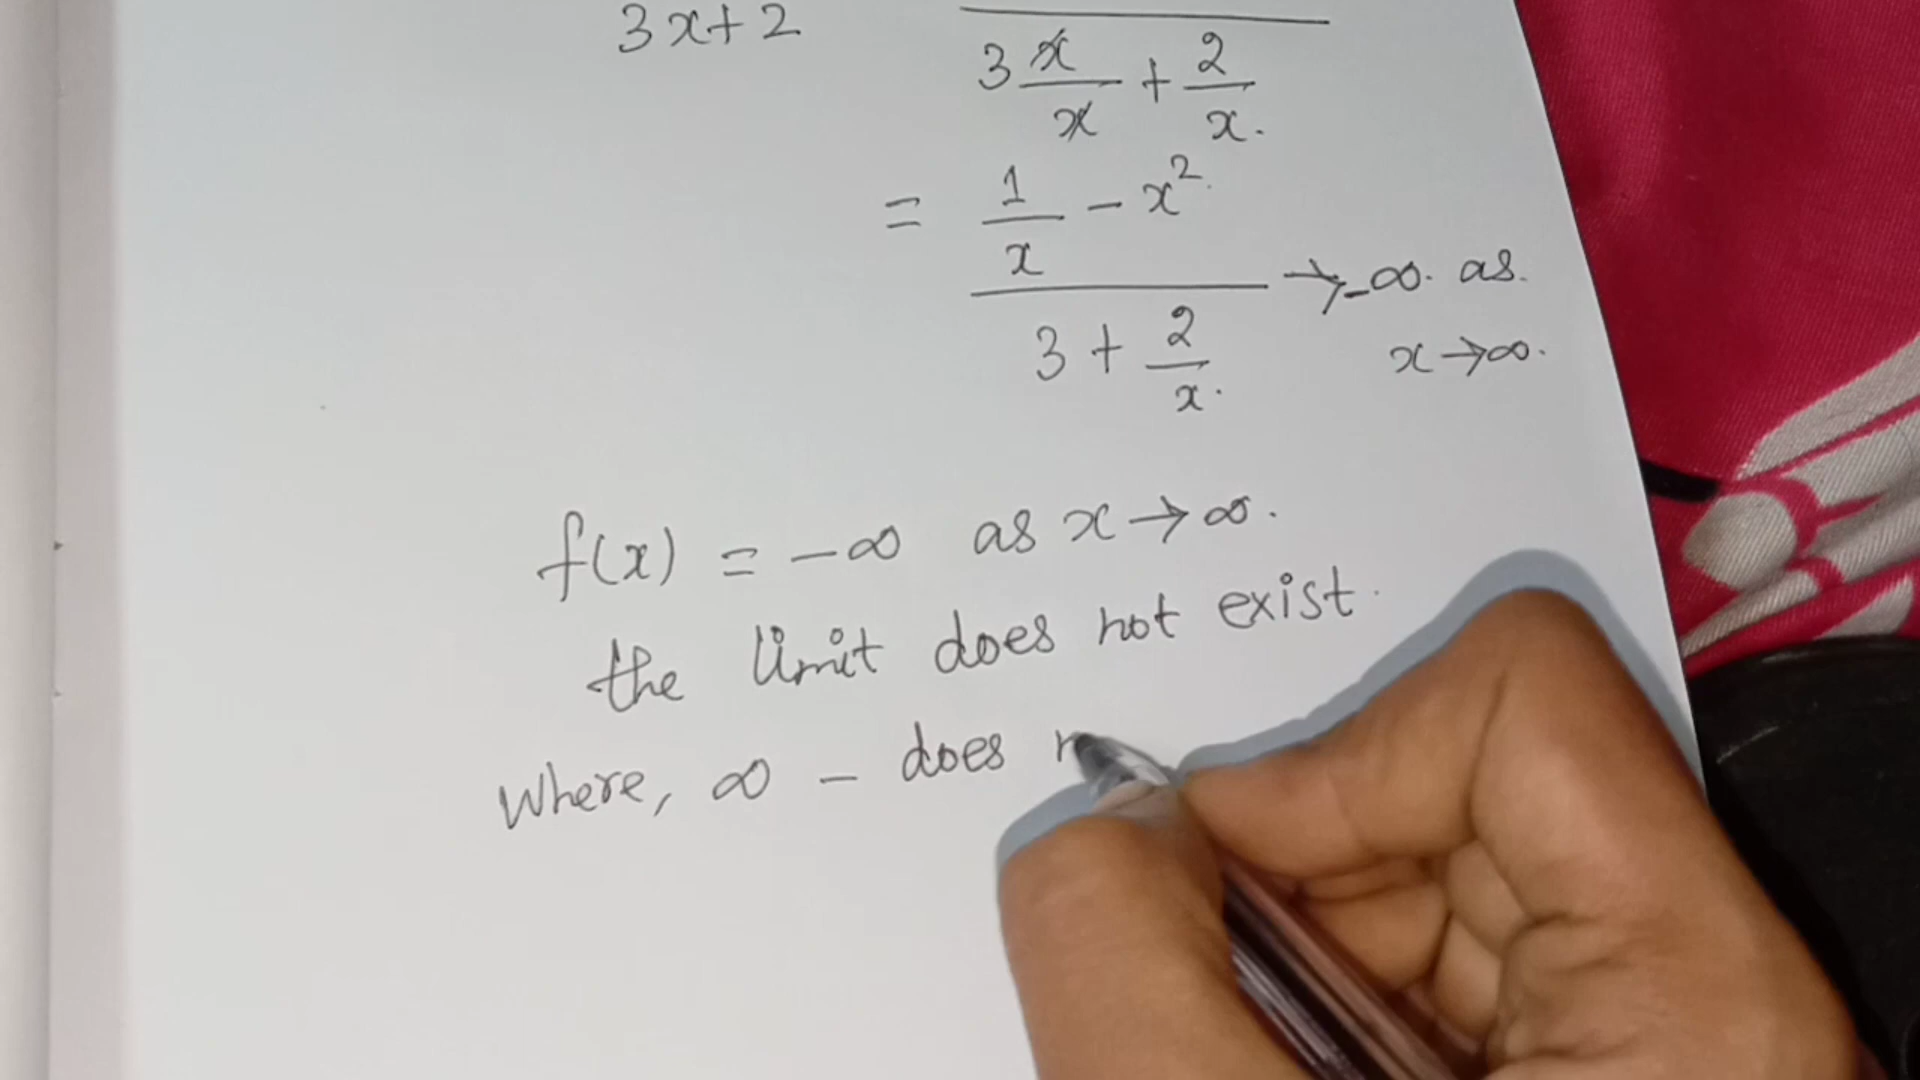 3x+2
3 x/x + 2/x.
= 1/x - x². / 3 + 2/x. → -∞. as.
x→∞.
f(x) = -∞ as x→∞.
the limit does not exist.
Where, ∞ - does